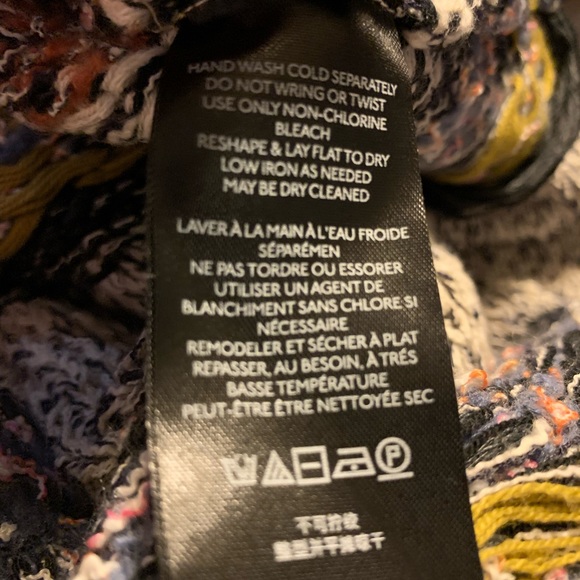 HAND WASH COLD SEPARATELY
DO NOT WRING OR TWIST
USE ONLY NON-CHLORINE
BLEACH
RESHAPE & LAY FLAT TO DRY
LOW IRON AS NEEDED
MAY BE DRY CLEANED
LAVER À LA MAIN À L'EAU FROIDE
SÉPARÉMEN
NE PAS TORDRE OU ESSORER
UTILISER UN AGENT DE
BLANCHIMENT SANS CHLORE SI
NÉCESSAIRE
REMODELER ET SÉCHER À PLAT
REPASSER, AU BESOIN, À TRÉS
BASSE TEMPÉRATURE
PEUT-ÊTRE ÊTRE NETTOYÉE SEC
P
不可拧绞